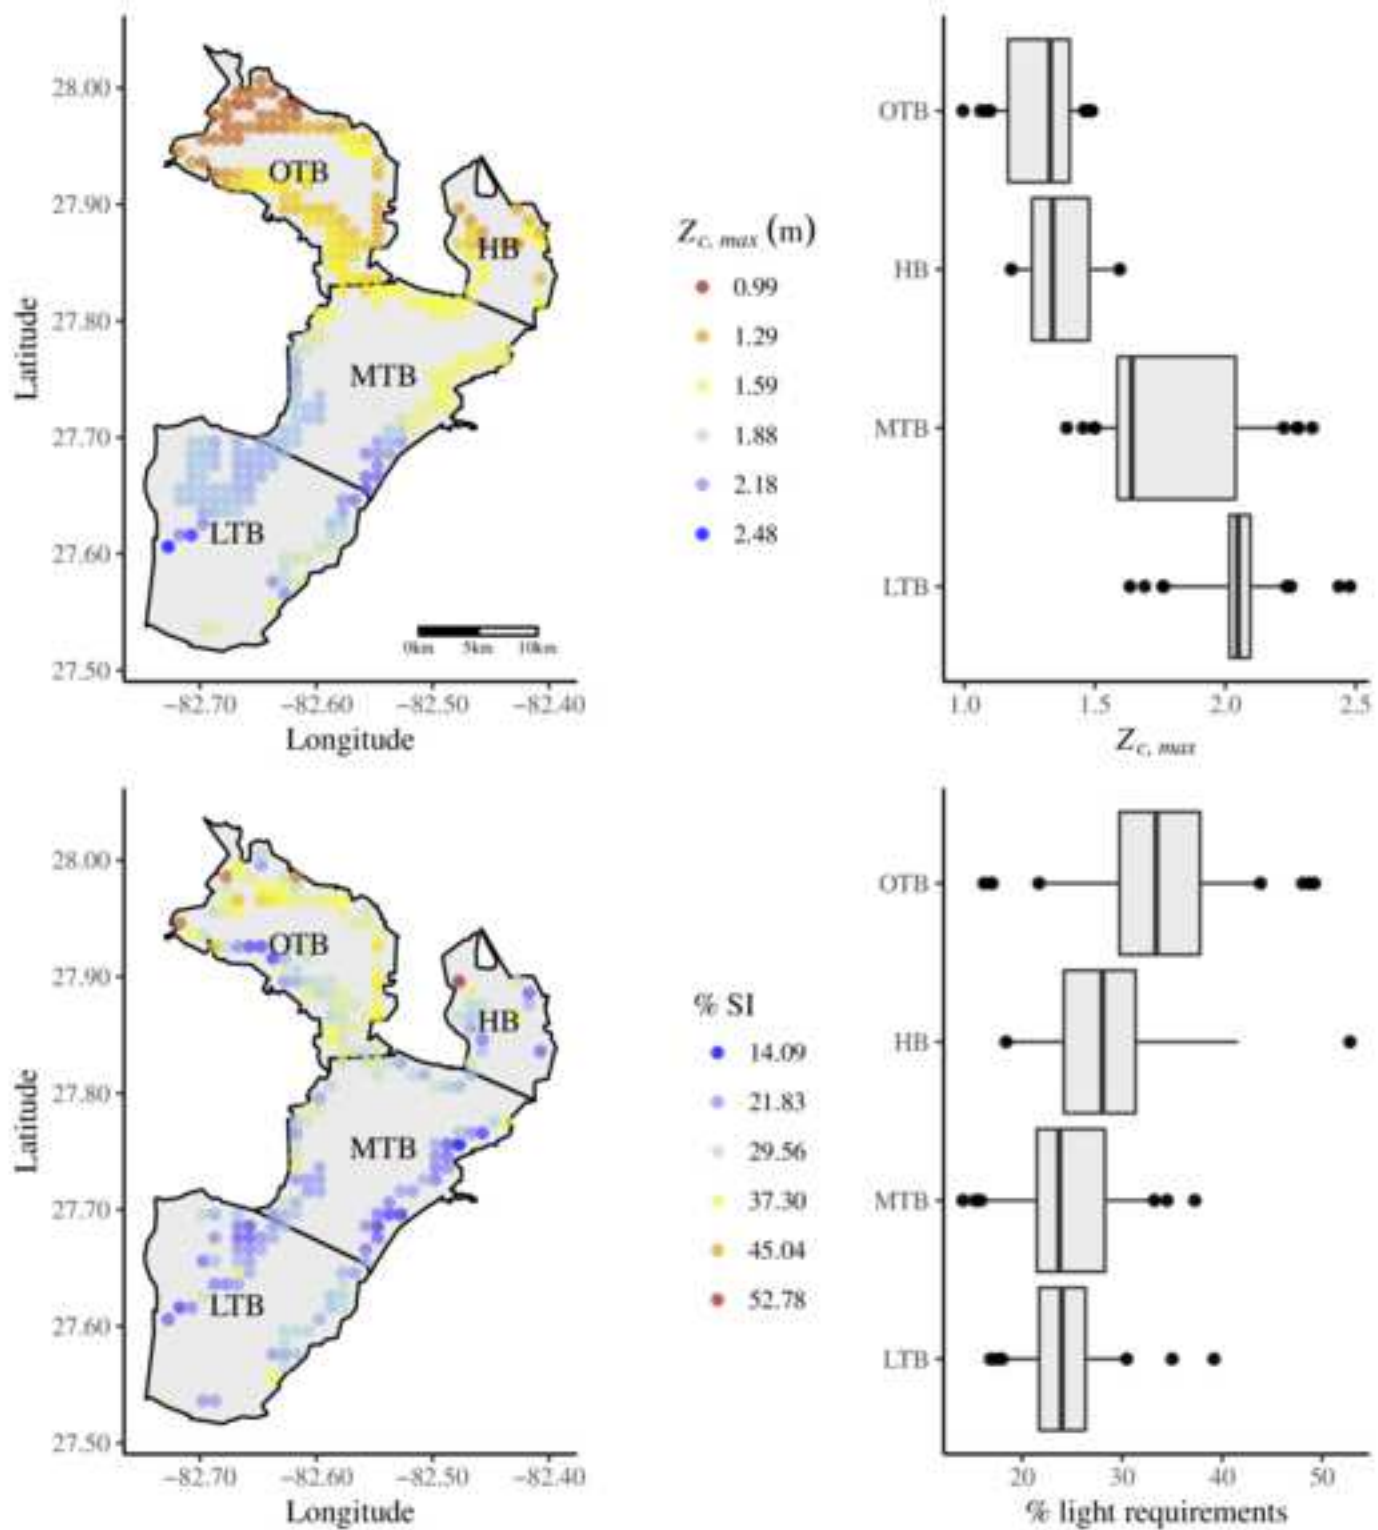 28.00
27.90
27.80
27.70
27.60
27.50
Latitude
OTB
HB
MTB
LTB
0km 5km 10km
−82.70 −82.60 −82.50 −82.40
Longitude
Zc, max (m)
0.99
1.29
1.59
1.88
2.18
2.48
OTB
HB
MTB
LTB
1.0 1.5 2.0 2.5
Zc, max
28.00
27.90
27.80
27.70
27.60
27.50
Latitude
OTB
HB
MTB
LTB
−82.70 −82.60 −82.50 −82.40
Longitude
% SI
14.09
21.83
29.56
37.30
45.04
52.78
OTB
HB
MTB
LTB
20 30 40 50
% light requirements